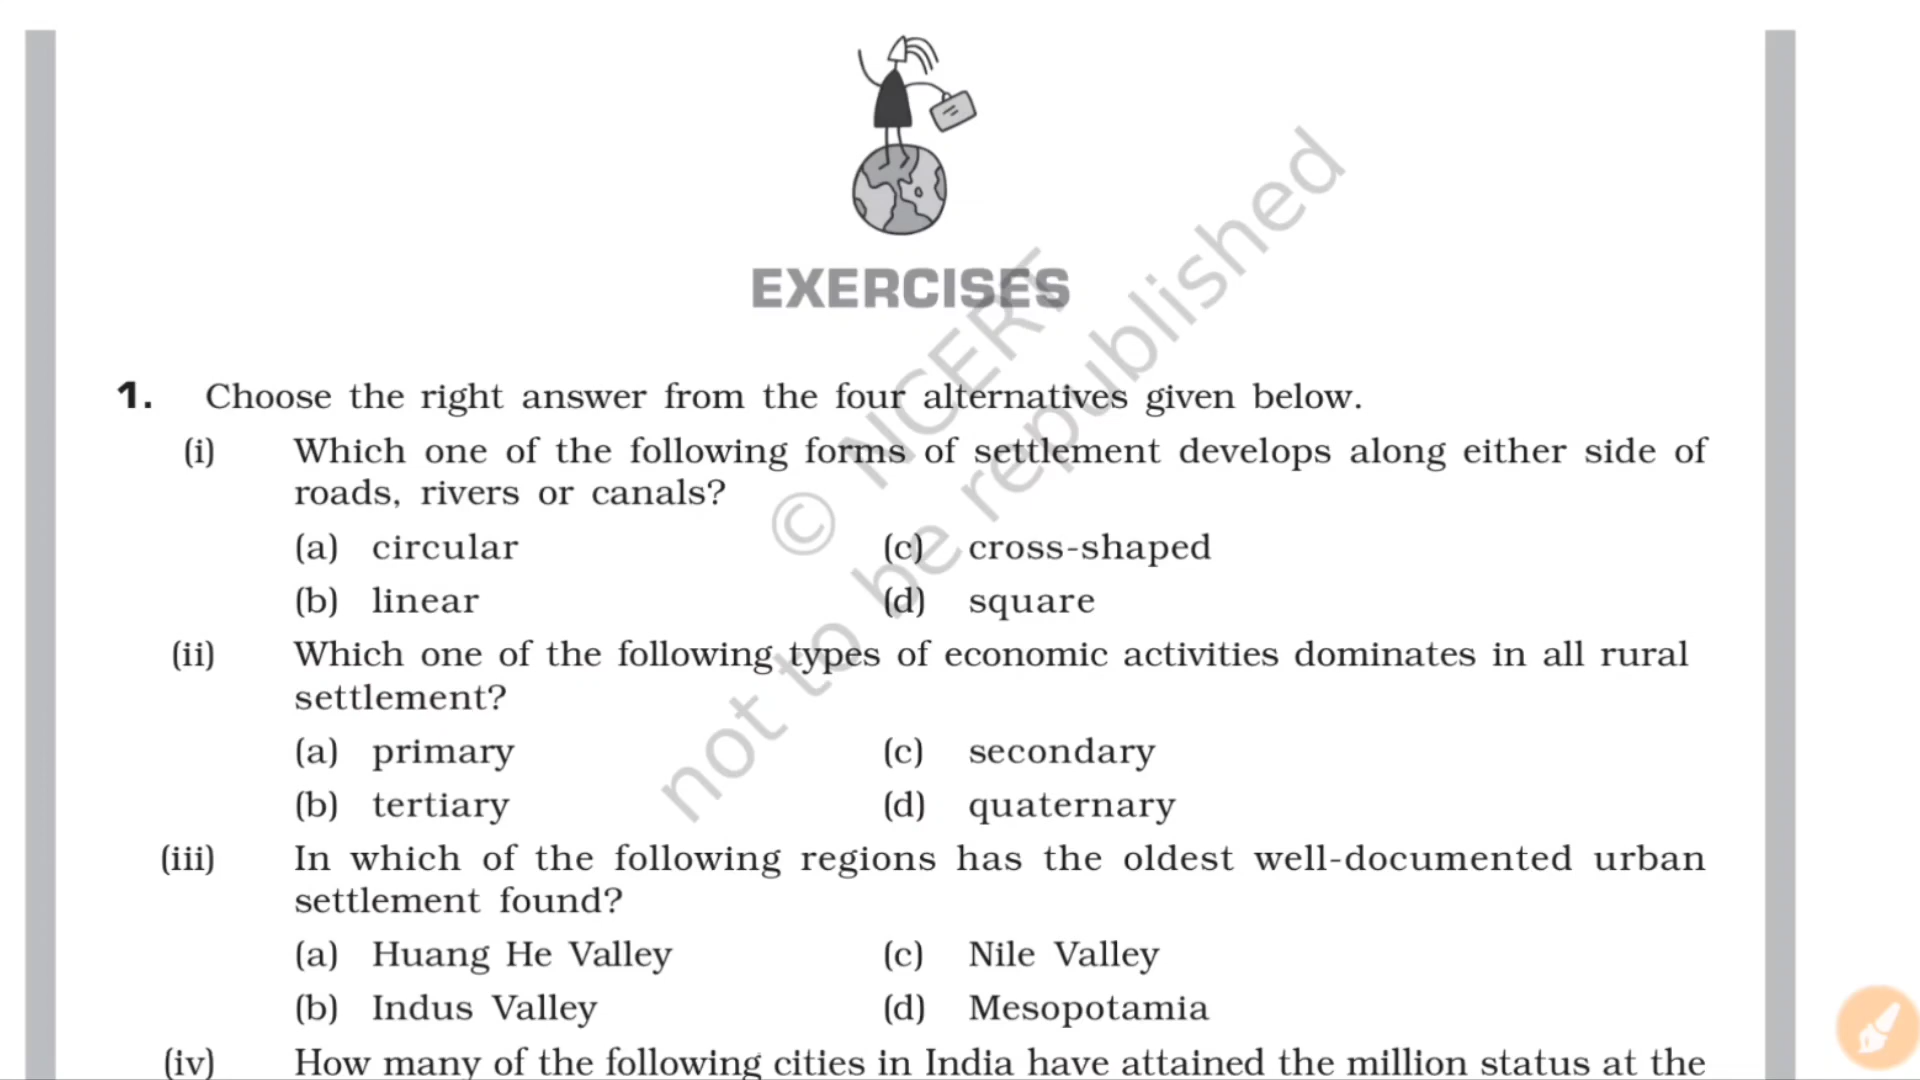 EXERCISES
1. Choose the right answer from the four alternatives given below.
(i) Which one of the following forms of settlement develops along either side of
roads, rivers or canals?
(a) circular (c) cross-shaped
(b) linear (d) square
(ii) Which one of the following types of economic activities dominates in all rural
settlement?
(a) primary (c) secondary
(b) tertiary (d) quaternary
(iii) In which of the following regions has the oldest well-documented urban
settlement found?
(a) Huang He Valley (c) Nile Valley
(b) Indus Valley (d) Mesopotamia
(iv) How many of the following cities in India have attained the million status at the
© NCERT
not to be republished